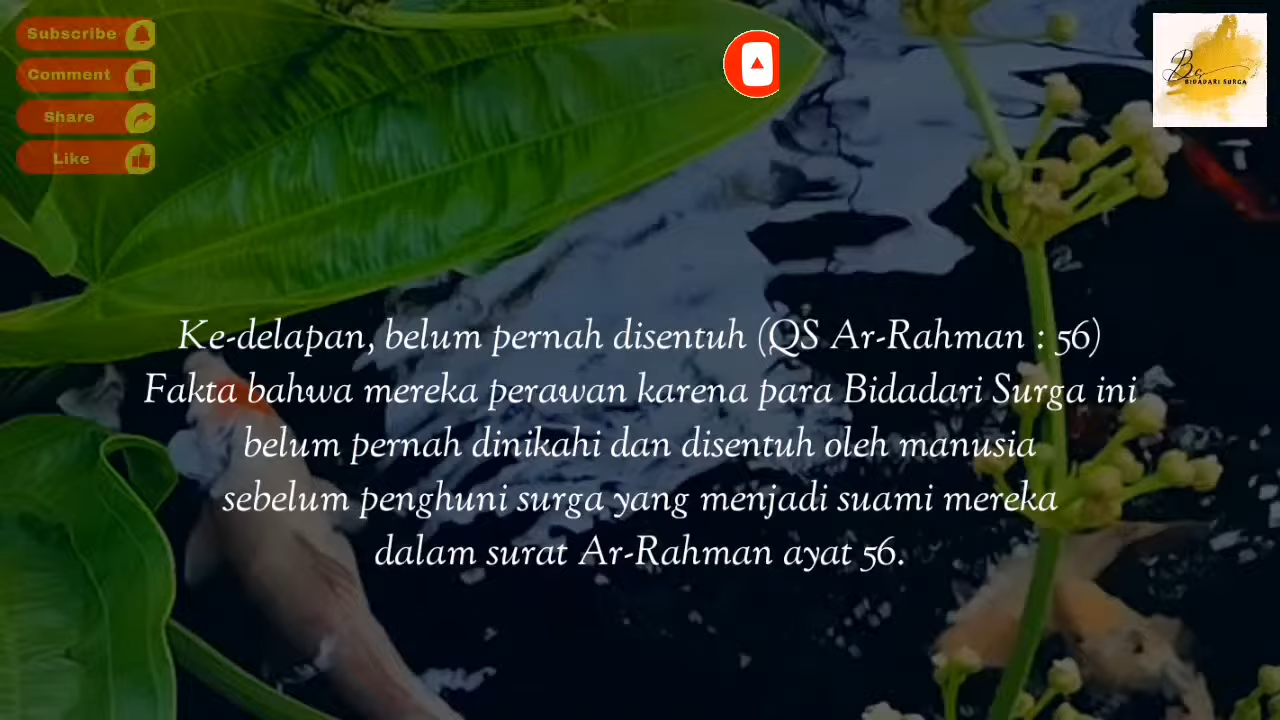 Subscribe
Comment
Share
Like
Bs
BIDADARI SURGA
Ke-delapan, belum pernah disentuh (QS Ar-Rahman : 56)
Fakta bahwa mereka perawan karena para Bidadari Surga ini
belum pernah dinikahi dan disentuh oleh manusia
sebelum penghuni surga yang menjadi suami mereka
dalam surat Ar-Rahman ayat 56.